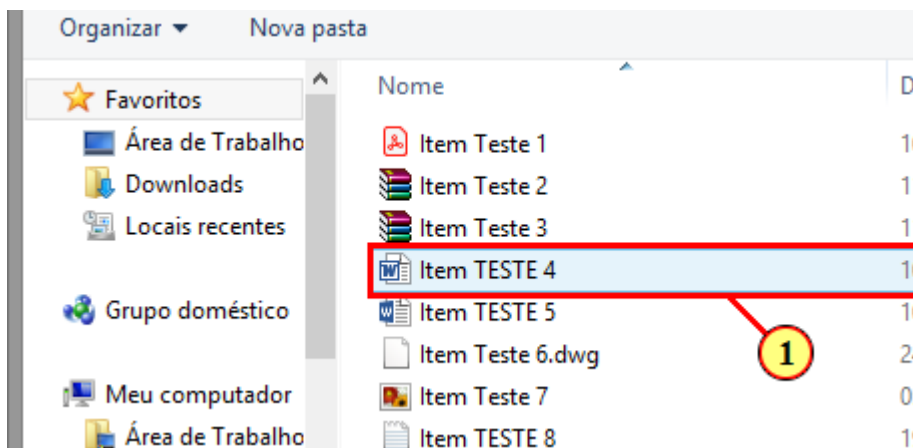 Organizar Nova pasta
Favoritos
Área de Trabalho
Downloads
Locais recentes
Grupo doméstico
Meu computador
Área de Trabalho
Nome
Item Teste 1
Item Teste 2
Item Teste 3
Item TESTE 4
Item TESTE 5
Item Teste 6.dwg
Item Teste 7
Item TESTE 8
1